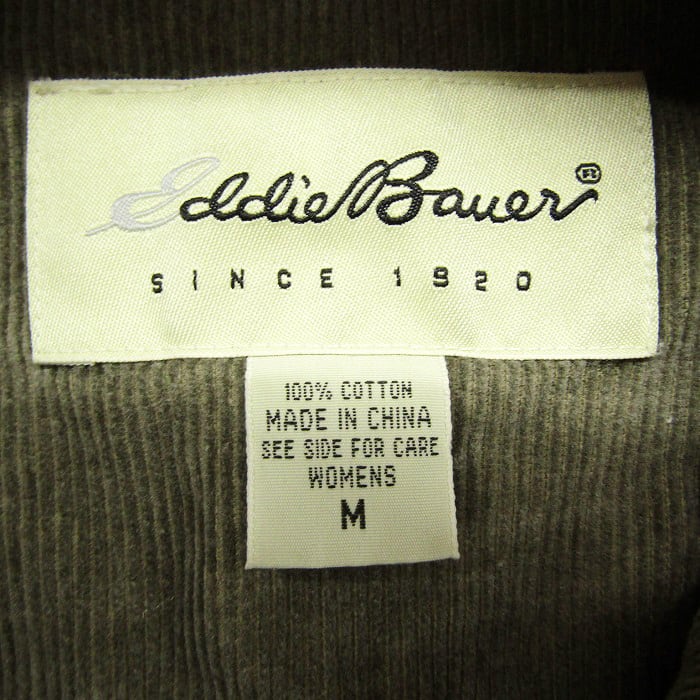 Eddie Bauer®
SINCE 1920
100% COTTON
MADE IN CHINA
SEE SIDE FOR CARE
WOMENS
M